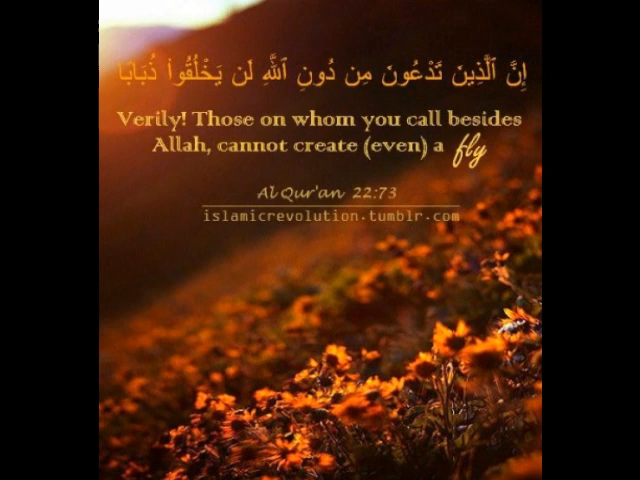 إِنَّ ٱلَّذِينَ تَدْعُونَ مِن دُونِ ٱللَّهِ لَن يَخْلُقُوا۟ ذُبَابًا
Verily! Those on whom you call besides
Allah, cannot create (even) a fly
Al Qur'an 22:73
islamicrevolution.tumblr.com